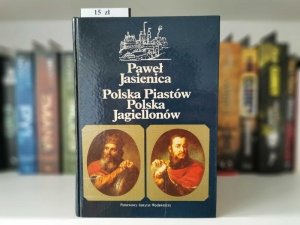 15 zł
Paweł
Jasienica
Polska Piastów
Polska
Jagiellonów
Państwowy Instytut Wydawniczy